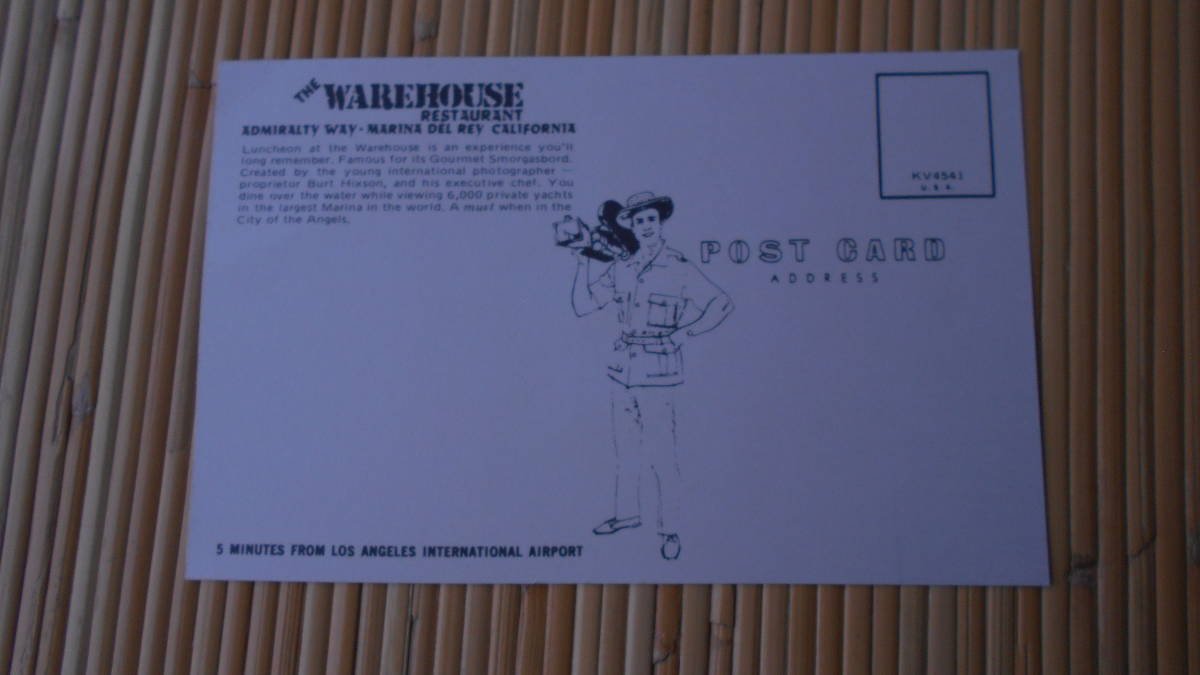 THE WAREHOUSE
RESTAURANT
ADMIRALTY WAY • MARINA DEL REY CALIFORNIA
Luncheon at the Warehouse is an experience you'll
long remember. Famous for its Gourmet Smorgasbord.
Created by the young international photographer —
proprietor Burt Hixson, and his executive chef. You
dine over the water while viewing 6,000 private yachts
in the largest Marina in the world. A must when in the
City of the Angels.
KV4541
U.S.A.
POST CARD
ADDRESS
5 MINUTES FROM LOS ANGELES INTERNATIONAL AIRPORT